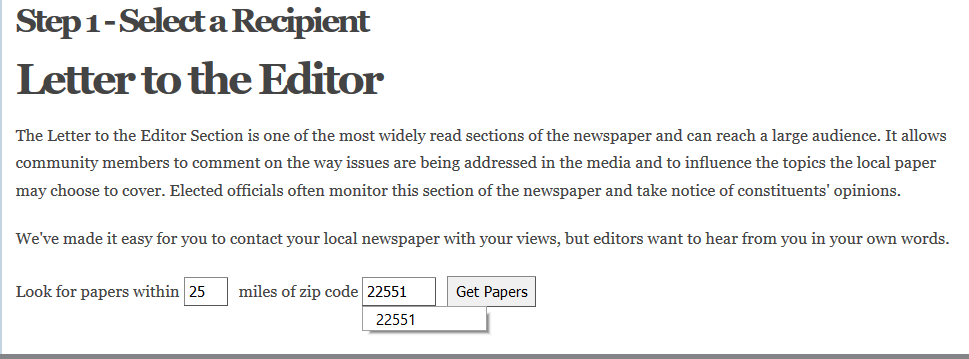 Step 1 - Select a Recipient
Letter to the Editor
The Letter to the Editor Section is one of the most widely read sections of the newspaper and can reach a large audience. It allows
community members to comment on the way issues are being addressed in the media and to influence the topics the local paper
may choose to cover. Elected officials often monitor this section of the newspaper and take notice of constituents' opinions.
We've made it easy for you to contact your local newspaper with your views, but editors want to hear from you in your own words.
Look for papers within 25 miles of zip code 22551 Get Papers
22551